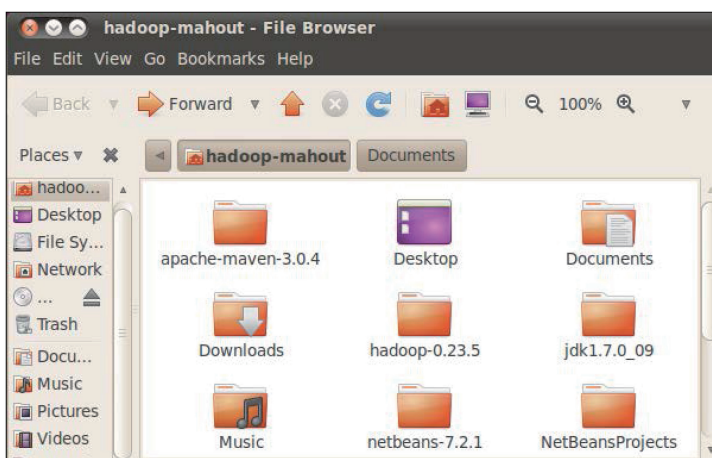 hadoop-mahout - File Browser
File Edit View Go Bookmarks Help
Back Forward 100%
Places hadoop-mahout Documents
hadoo...
Desktop
File Sy...
Network
...
Trash
Docu...
Music
Pictures
Videos
apache-maven-3.0.4 Desktop Documents
Downloads hadoop-0.23.5 jdk1.7.0_09
Music netbeans-7.2.1 NetBeansProjects